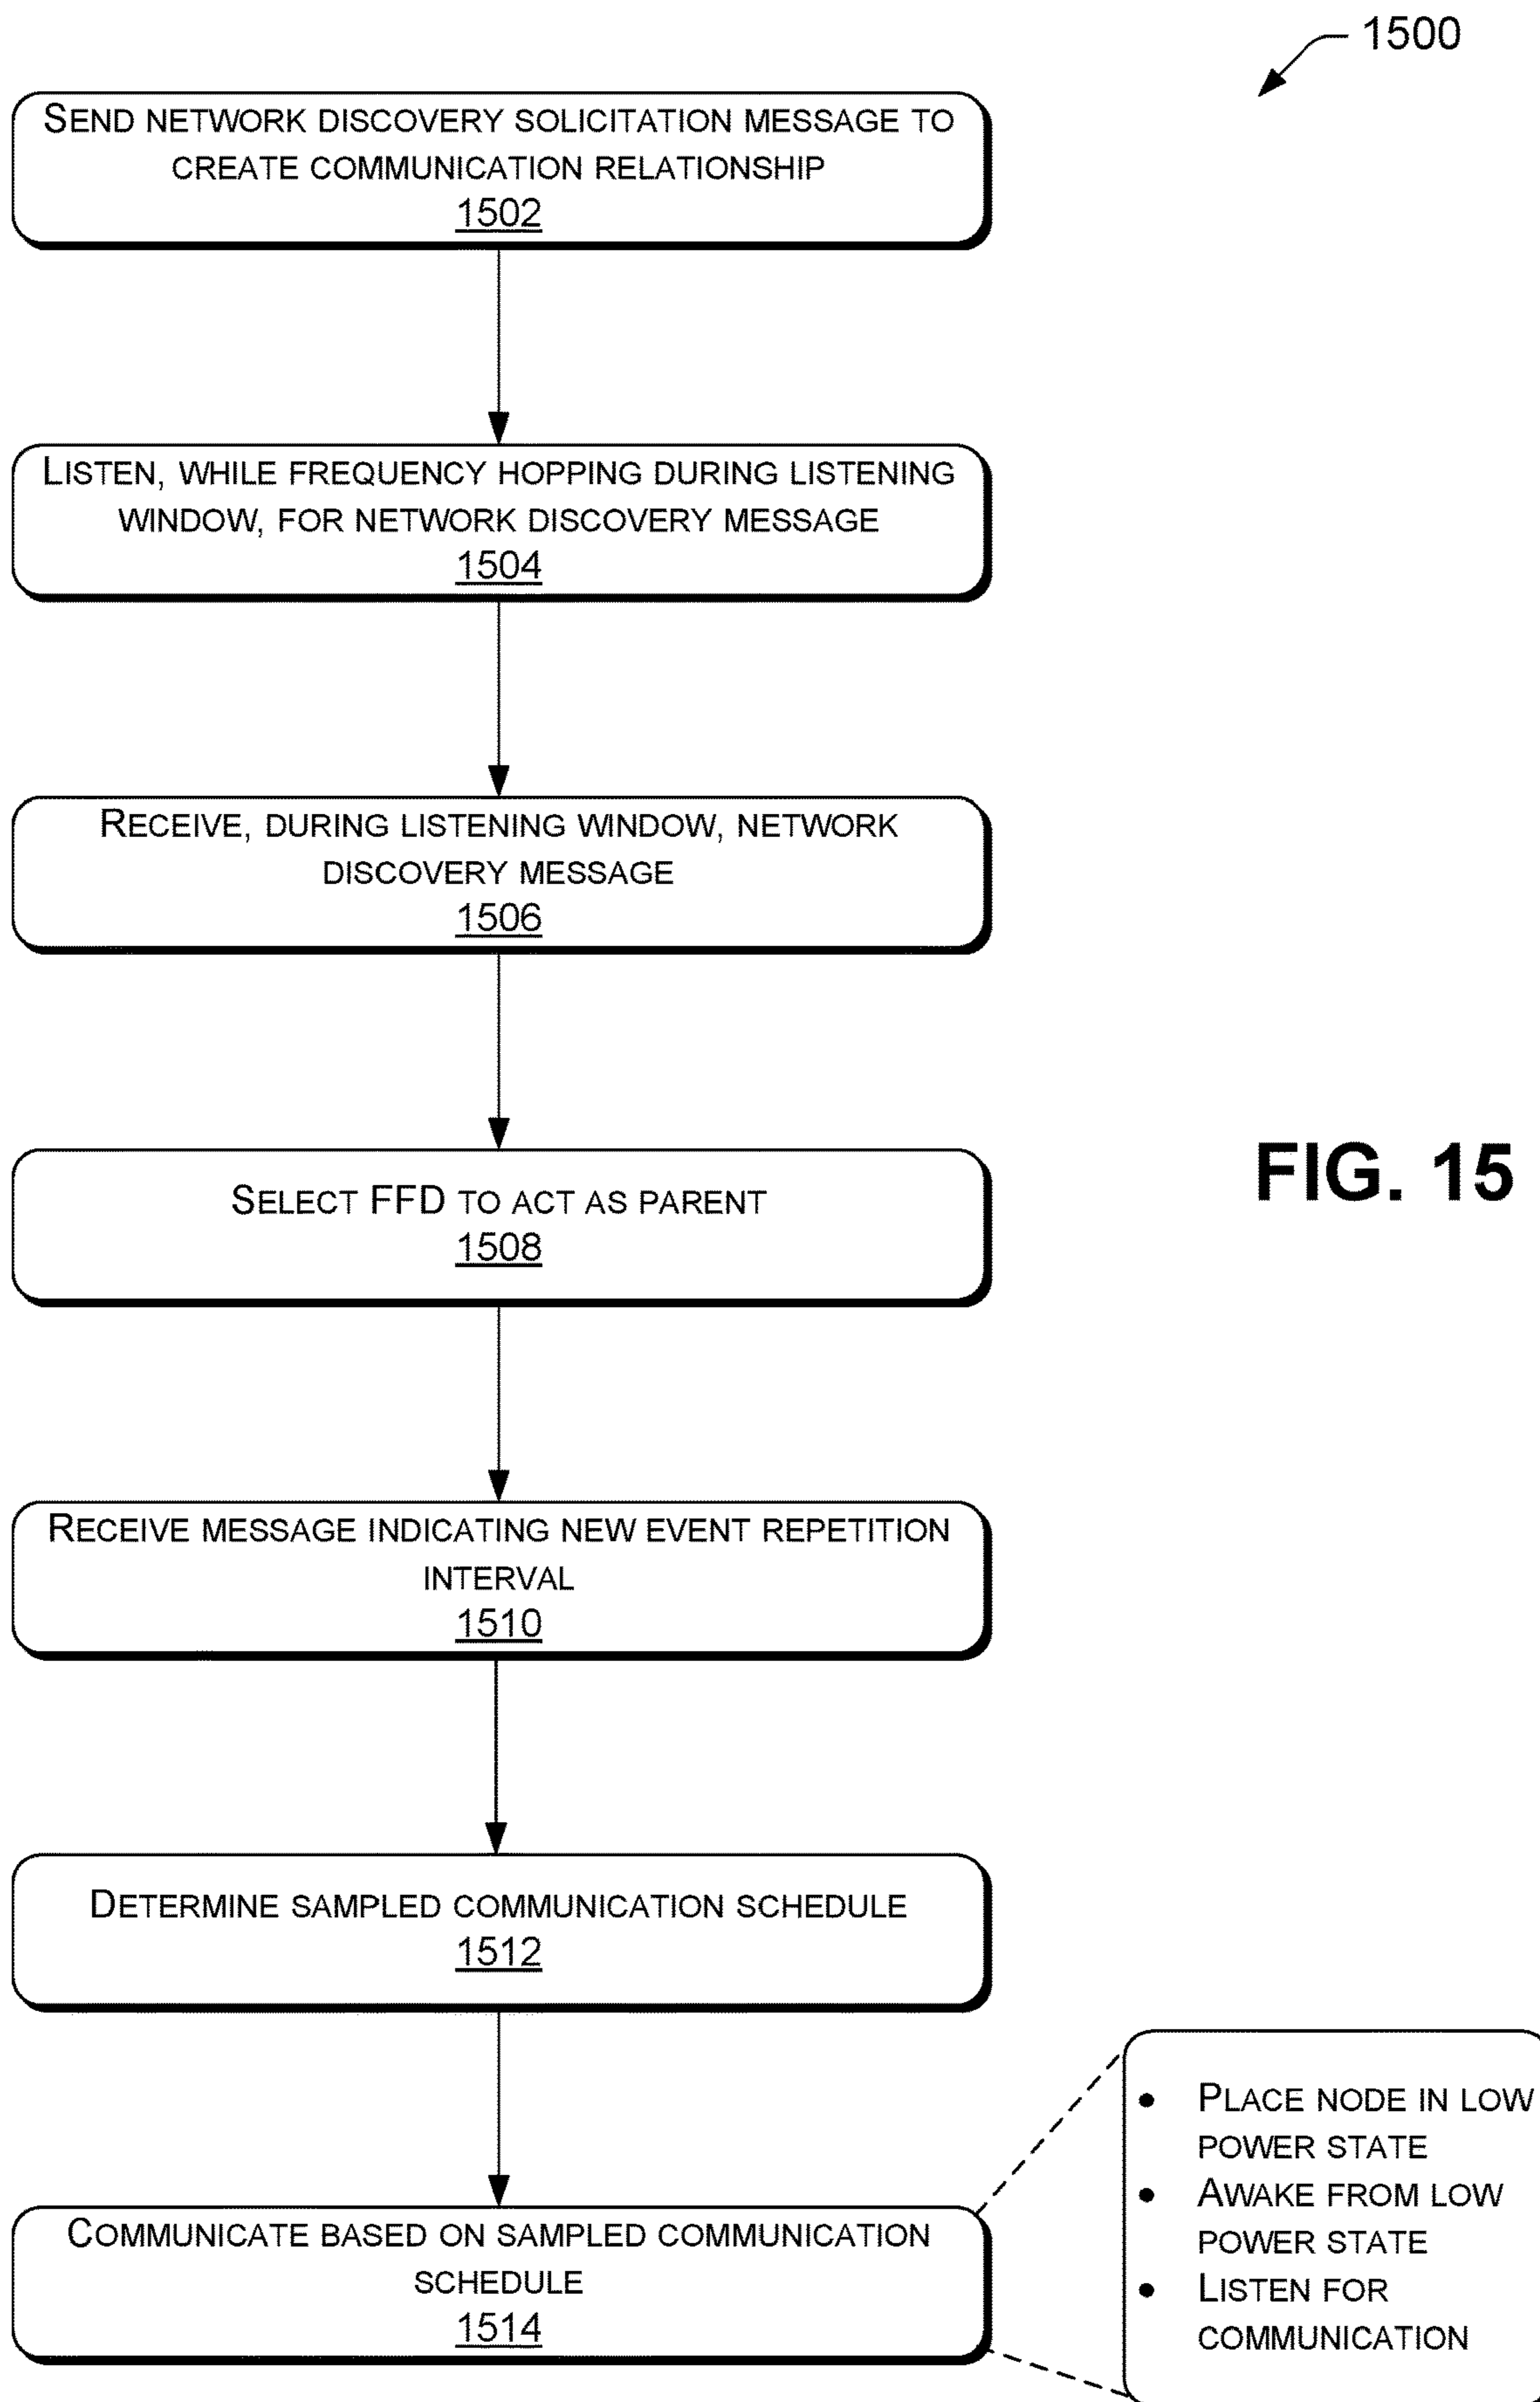 1500
SEND NETWORK DISCOVERY SOLICITATION MESSAGE TO
CREATE COMMUNICATION RELATIONSHIP
1502
LISTEN, WHILE FREQUENCY HOPPING DURING LISTENING
WINDOW, FOR NETWORK DISCOVERY MESSAGE
1504
RECEIVE, DURING LISTENING WINDOW, NETWORK
DISCOVERY MESSAGE
1506
SELECT FFD TO ACT AS PARENT
1508
FIG. 15
RECEIVE MESSAGE INDICATING NEW EVENT REPETITION
INTERVAL
1510
DETERMINE SAMPLED COMMUNICATION SCHEDULE
1512
COMMUNICATE BASED ON SAMPLED COMMUNICATION
SCHEDULE
1514
• PLACE NODE IN LOW
POWER STATE
• AWAKE FROM LOW
POWER STATE
• LISTEN FOR
COMMUNICATION